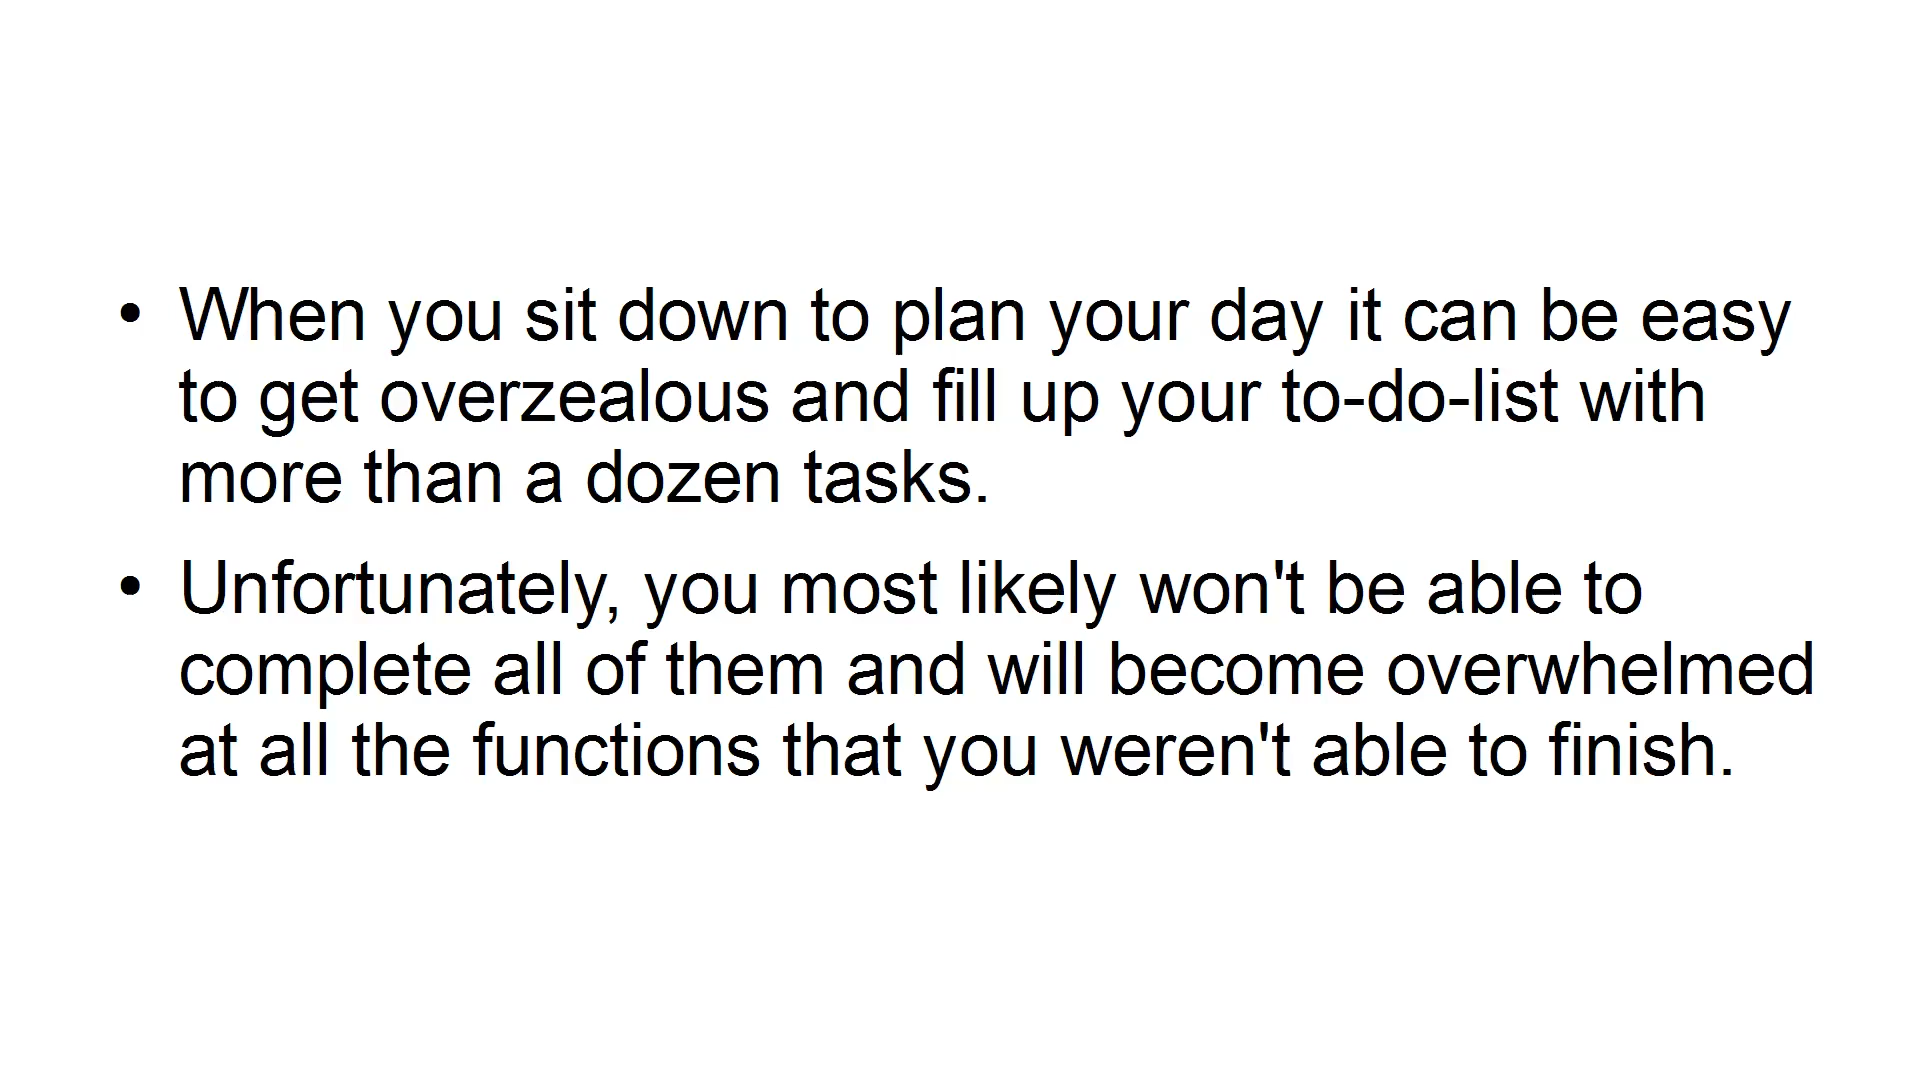 • When you sit down to plan your day it can be easy
to get overzealous and fill up your to-do-list with
more than a dozen tasks.
• Unfortunately, you most likely won't be able to
complete all of them and will become overwhelmed
at all the functions that you weren't able to finish.